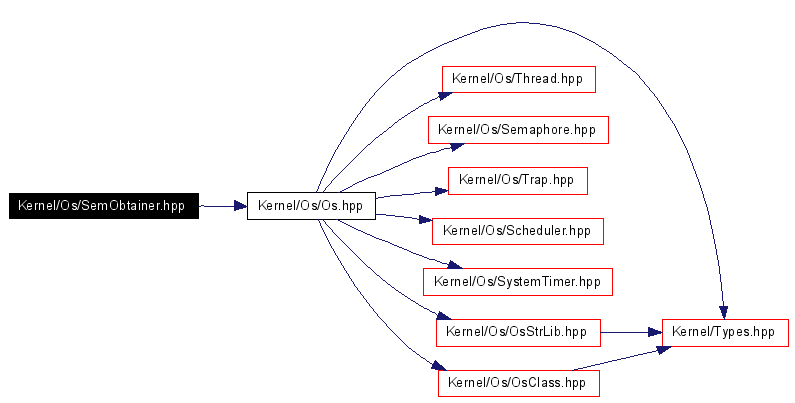 Kernel/Os/Thread.hpp
Kernel/Os/Semaphore.hpp
Kernel/Os/Trap.hpp
Kernel/Os/SemObtainer.hpp
Kernel/Os/Os.hpp
Kernel/Os/Scheduler.hpp
Kernel/Os/SystemTimer.hpp
Kernel/Os/OsStrLib.hpp
Kernel/Types.hpp
Kernel/Os/OsClass.hpp